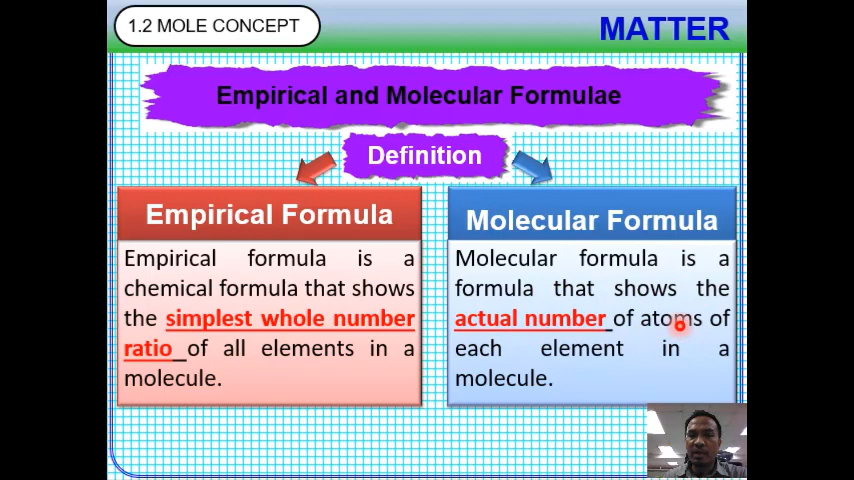 1.2 MOLE CONCEPT
MATTER
Empirical and Molecular Formulae
Definition
Empirical Formula
Empirical formula is a
chemical formula that shows
the simplest whole number
ratio of all elements in a
molecule.
Molecular Formula
Molecular formula is a
formula that shows the
actual number of atoms of
each element in a
molecule.